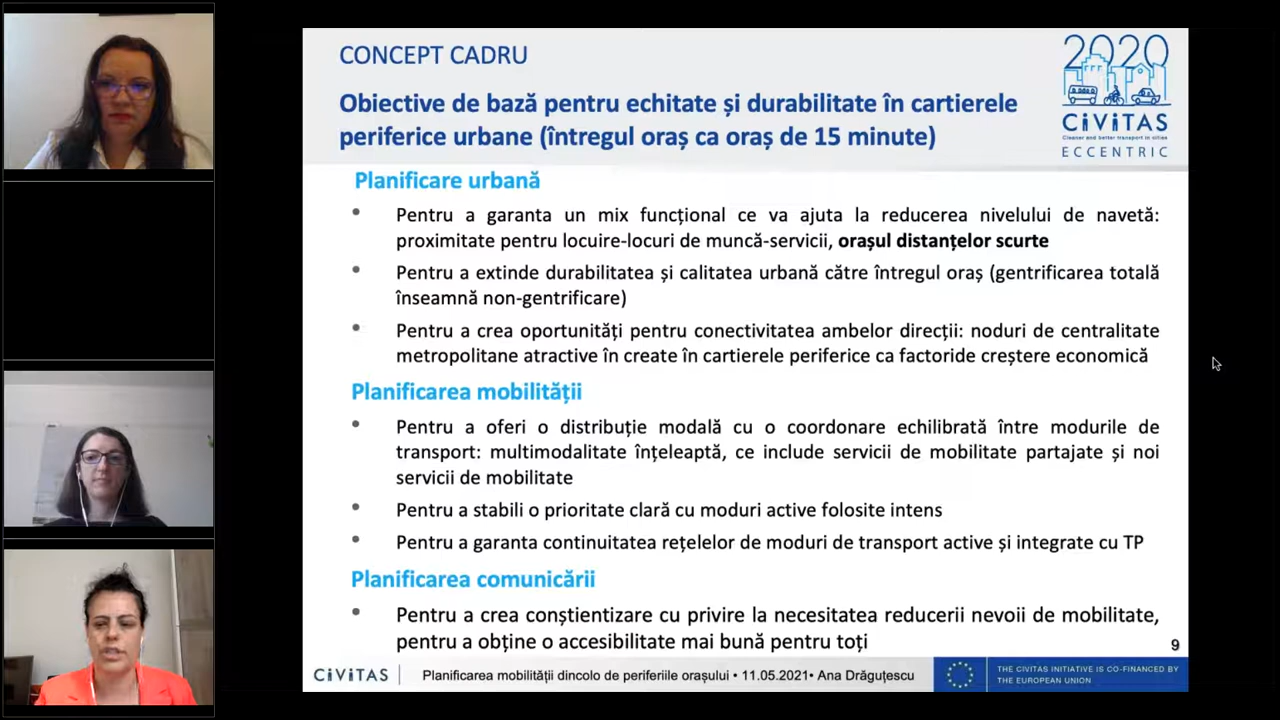 CONCEPT CADRU
Obiective de bază pentru echitate și durabilitate în cartierele
periferice urbane (întregul oraș ca oraș de 15 minute)
2020
CiViTAS
Cleaner and better transport in cities
ECCENTRIC
Planificare urbană
• Pentru a garanta un mix funcțional ce va ajuta la reducerea nivelului de navetă:
proximitate pentru locuire-locuri de muncă-servicii, orașul distanțelor scurte
• Pentru a extinde durabilitatea și calitatea urbană către întregul oraș (gentrificarea totală
înseamnă non-gentrificare)
• Pentru a crea oportunități pentru conectivitatea ambelor direcții: noduri de centralitate
metropolitane atractive în create în cartierele periferice ca factoride creștere economică
Planificarea mobilității
• Pentru a oferi o distribuție modală cu o coordonare echilibrată între modurile de
transport: multimodalitate înțeleaptă, ce include servicii de mobilitate partajate și noi
servicii de mobilitate
• Pentru a stabili o prioritate clară cu moduri active folosite intens
• Pentru a garanta continuitatea rețelelor de moduri de transport active și integrate cu TP
Planificarea comunicării
• Pentru a crea conștientizare cu privire la necesitatea reducerii nevoii de mobilitate,
pentru a obține o accesibilitate mai bună pentru toți
9
CiViTAS
Planificarea mobilității dincolo de periferiile orașului • 11.05.2021• Ana Drăguțescu
THE CIVITAS INITIATIVE IS CO-FINANCED BY
THE EUROPEAN UNION